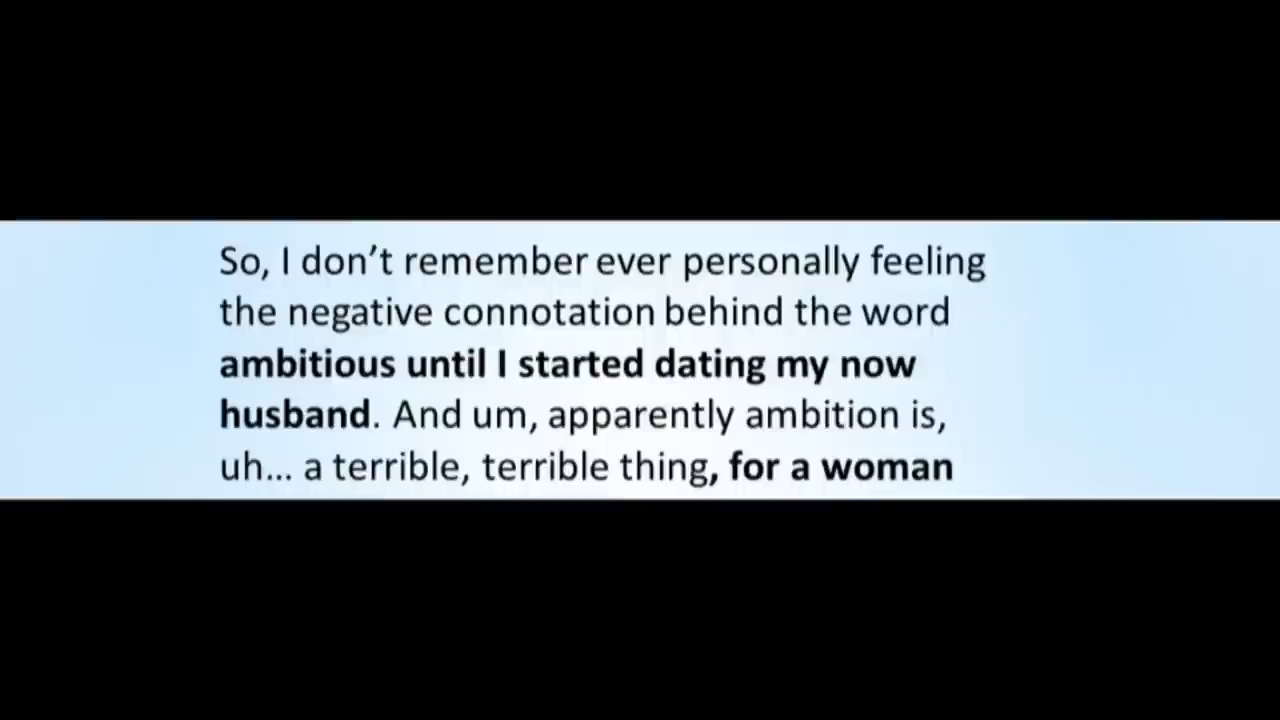 So, I don’t remember ever personally feeling
the negative connotation behind the word
ambitious until I started dating my now
husband. And um, apparently ambition is,
uh… a terrible, terrible thing, for a woman